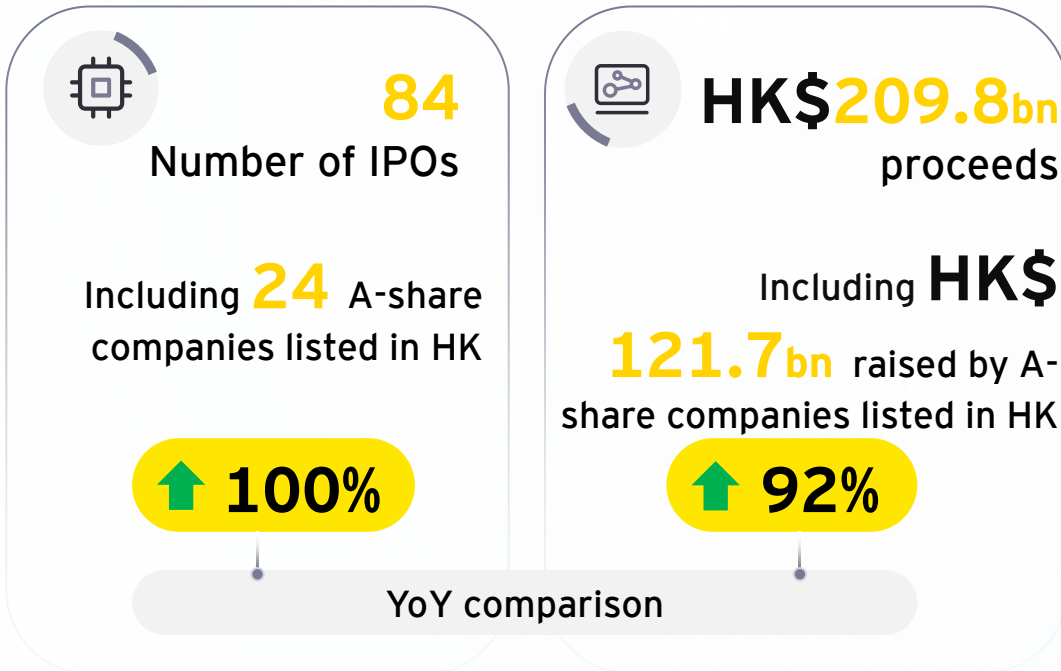 84
Number of IPOs
Including 24 A-share
companies listed in HK
100%
HK$209.8bn
proceeds
Including HK$
121.7bn raised by A-
share companies listed in HK
92%
YoY comparison